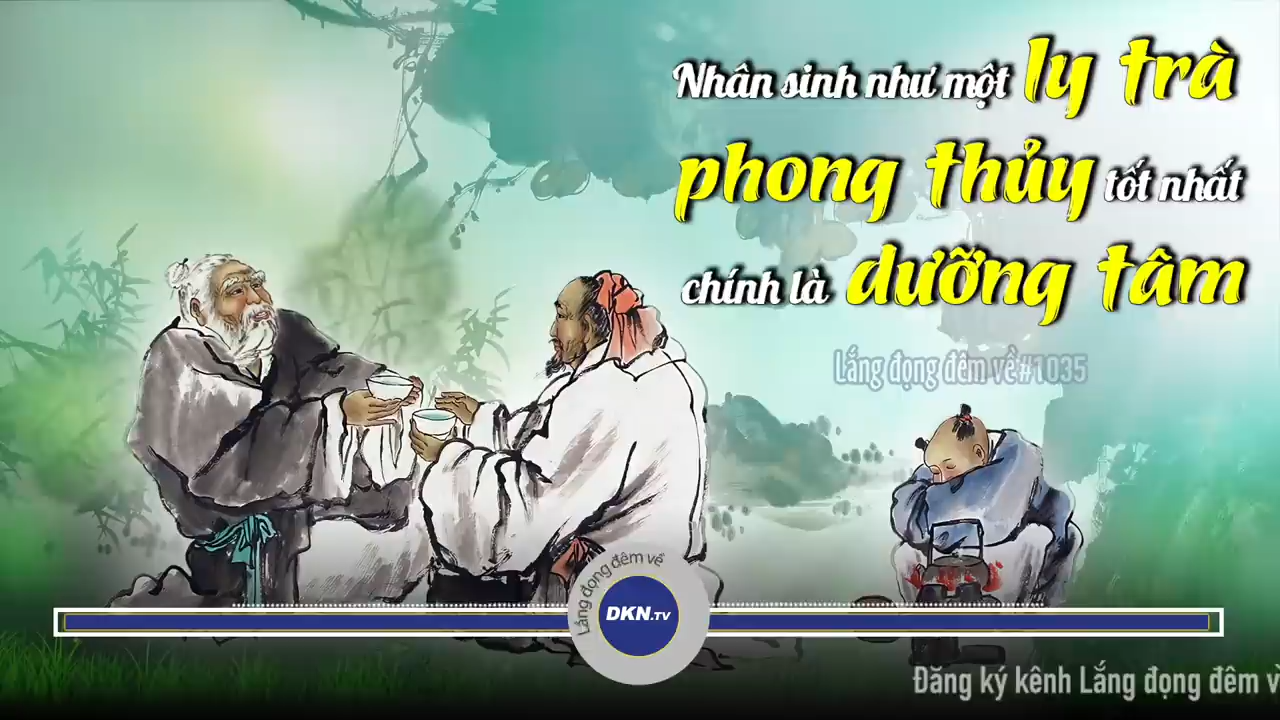 Nhân sinh như một ly trà
phong thủy tốt nhất
chính là dưỡng tâm
Lắng đọng đêm về#1035
Lắng đọng đêm về
DKN.TV
Đăng ký kênh Lắng đọng đêm v